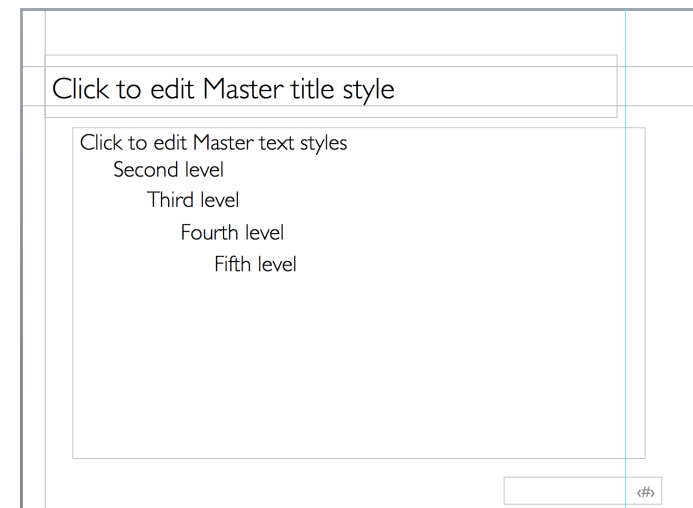 Click to edit Master title style
Click to edit Master text styles
Second level
Third level
Fourth level
Fifth level
‹#›